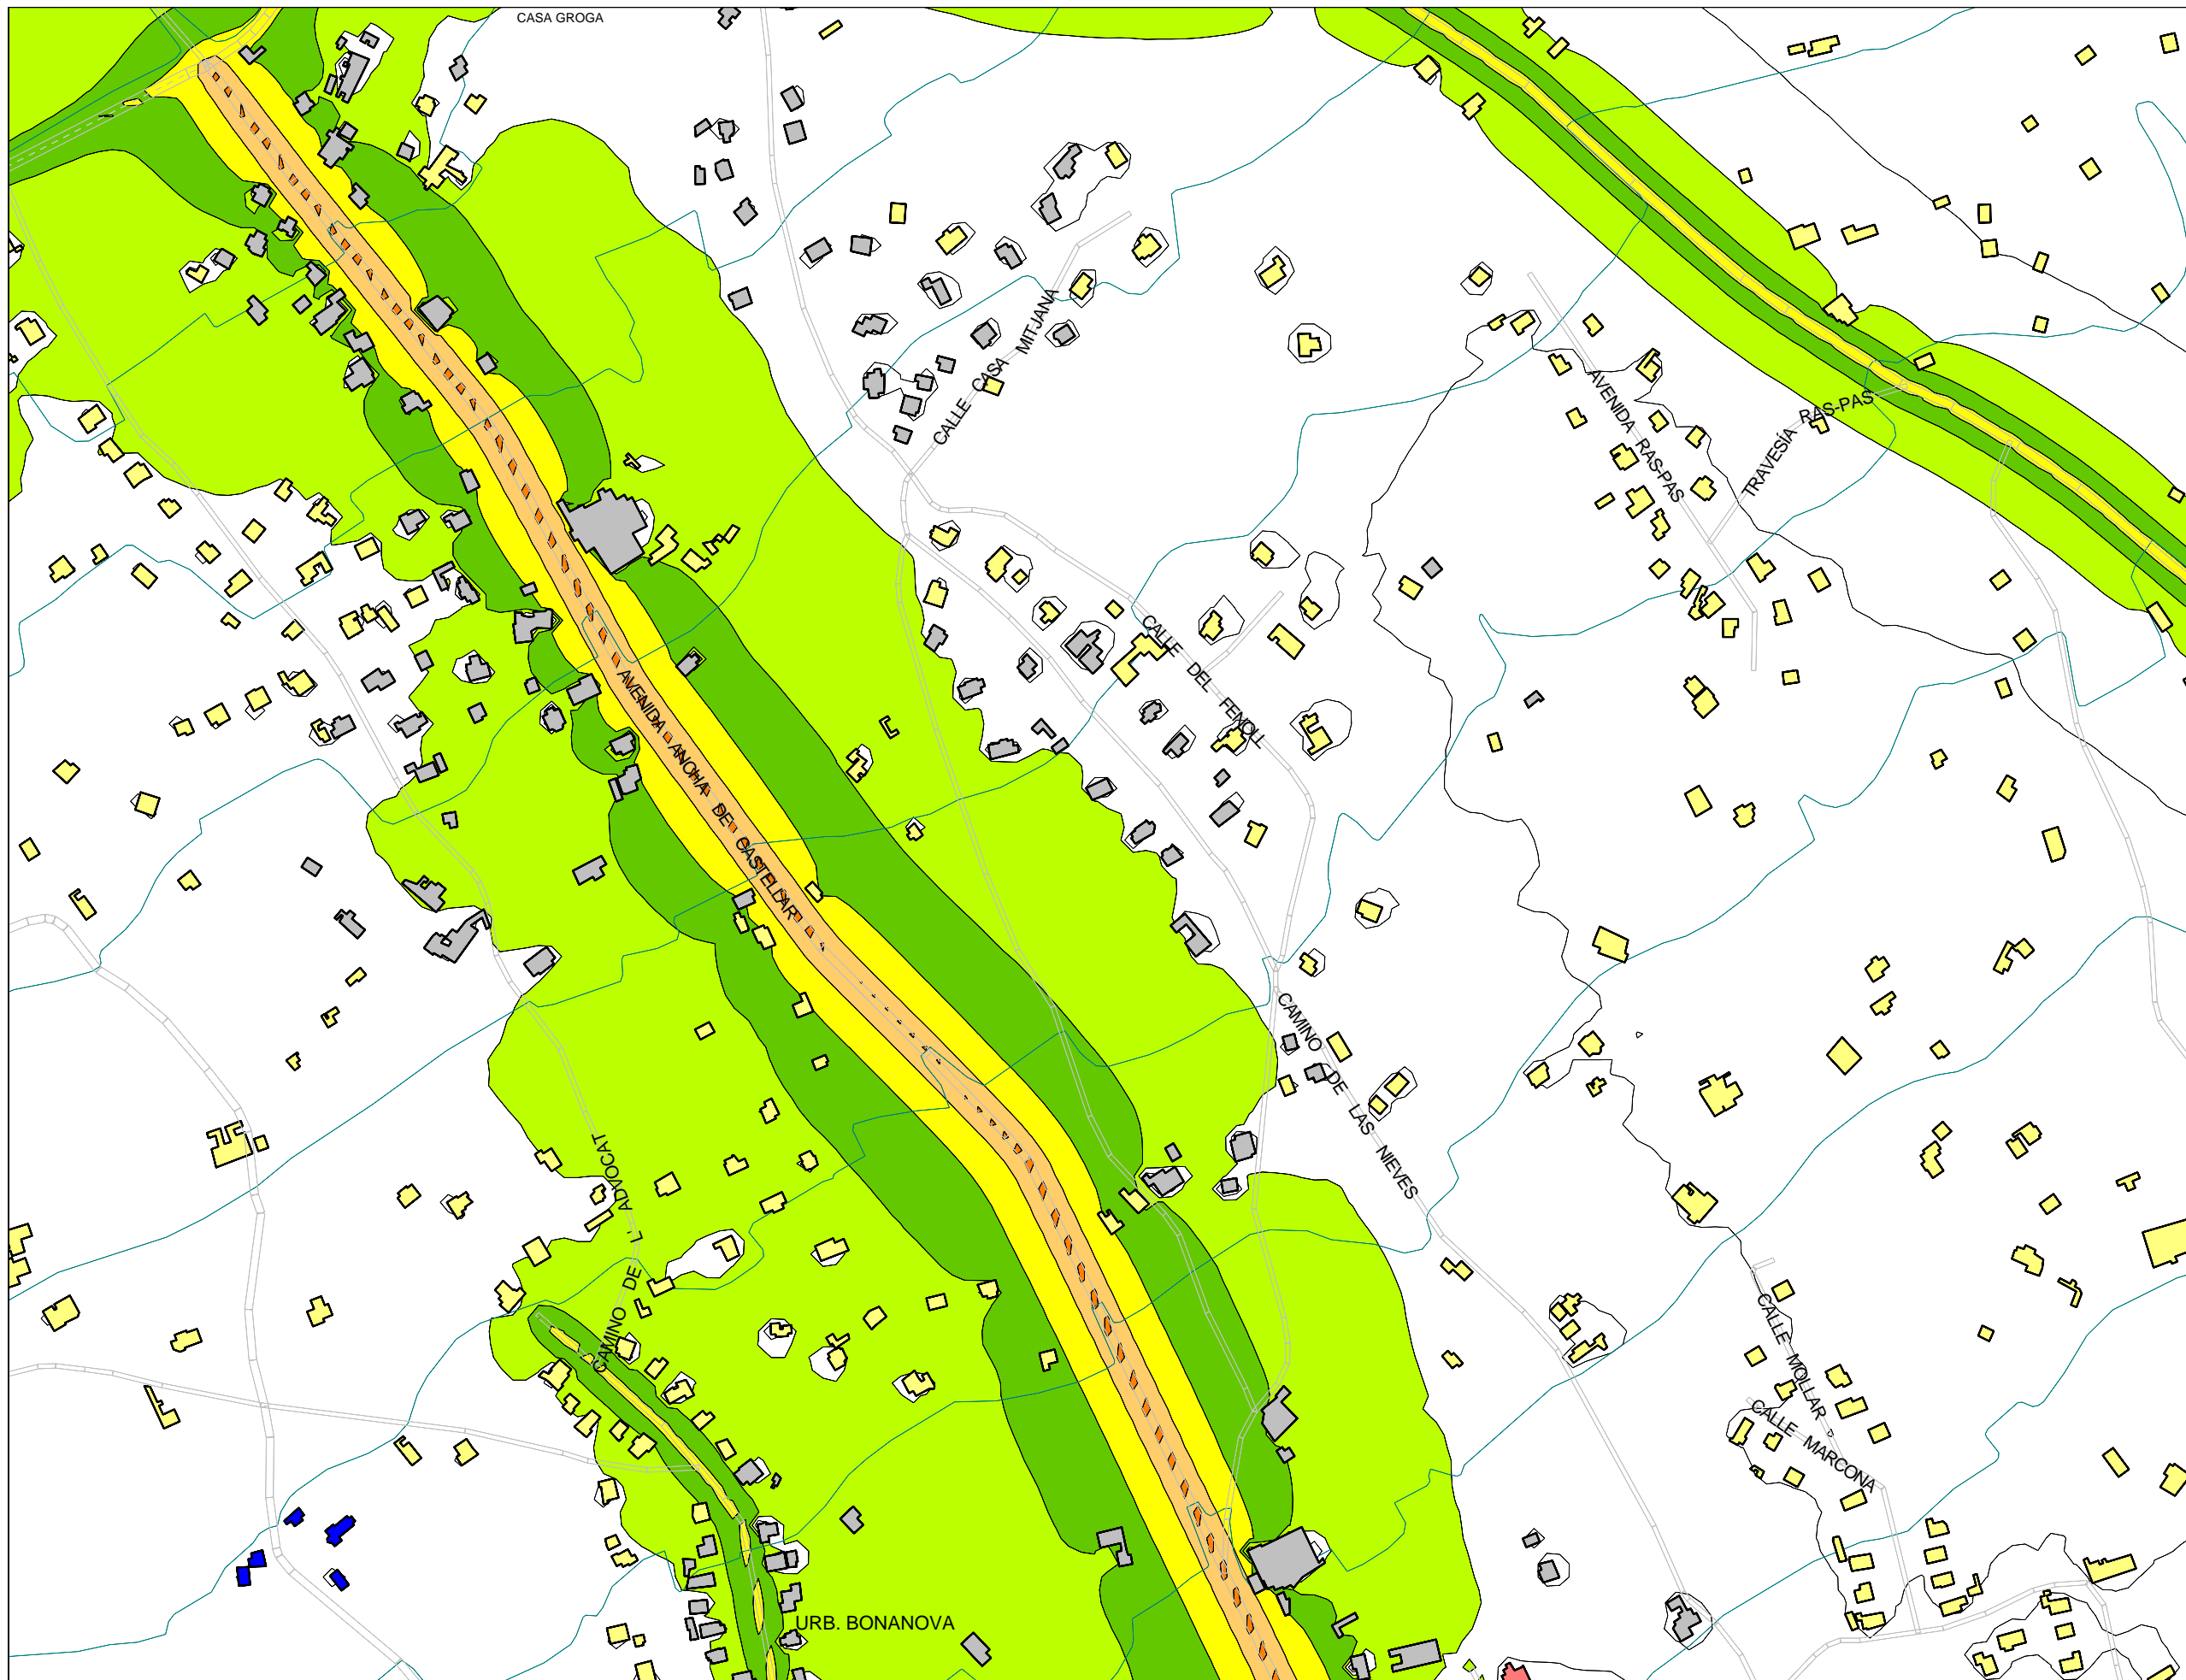 CASA GROGA
CALLE CASA MITJANA
AVENIDA RAS-PAS
TRAVESÍA RAS-PAS
CALLE DEL FENOLL
AVENIDA ANCHA DE CASTELLAR
CAMINO DE LAS NIEVES
CAMINO DE L' ADVOCAT
CALLE MOLLAR
CALLE MARCONA
URB. BONANOVA